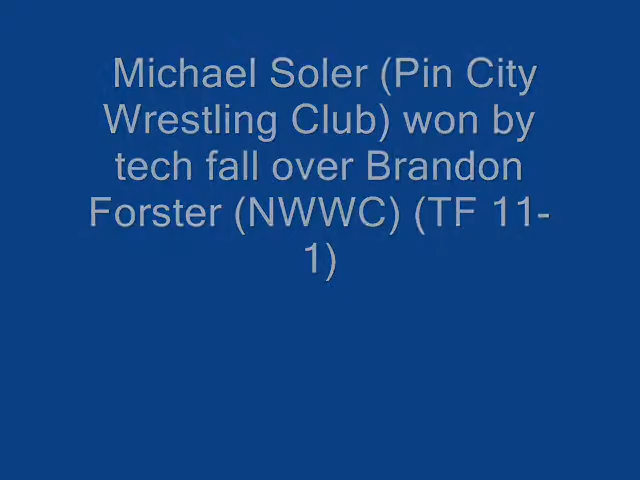 Michael Soler (Pin City
Wrestling Club) won by
tech fall over Brandon
Forster (NWWC) (TF 11-
1)